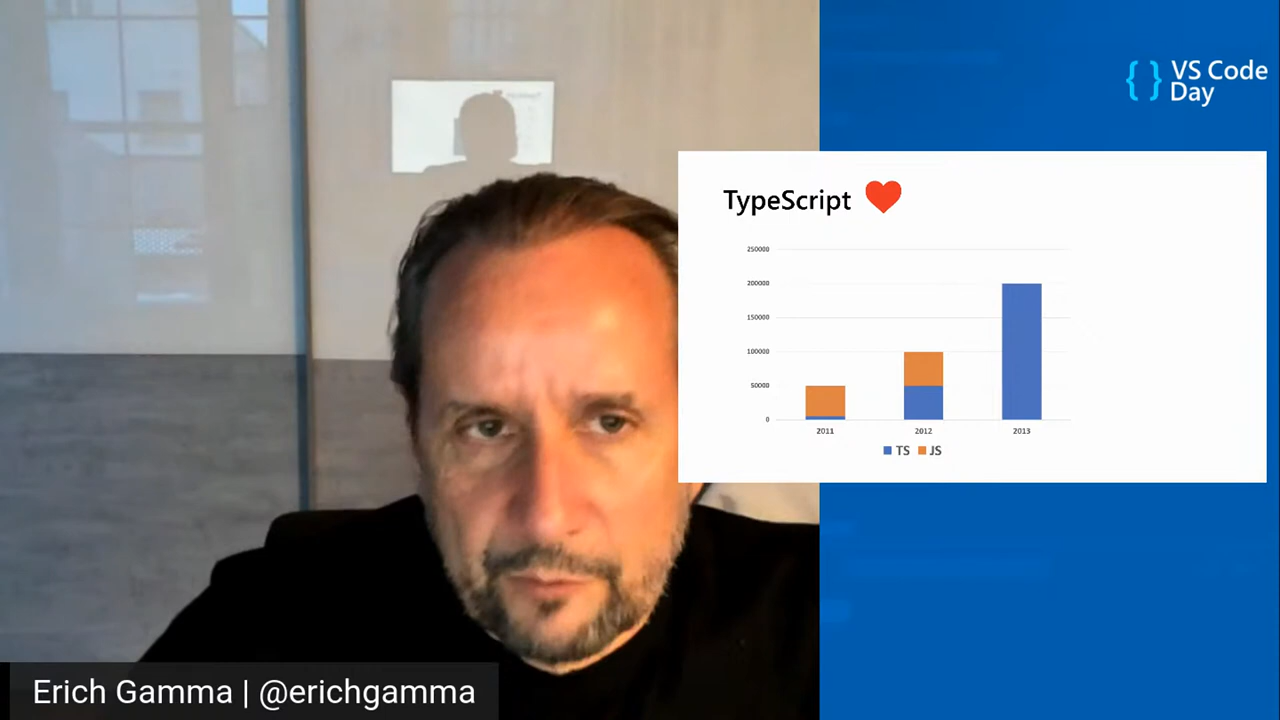 VS Code
Day
TypeScript
250000
200000
150000
100000
50000
0
2011
2012
2013
TS
JS
Erich Gamma | @erichgamma